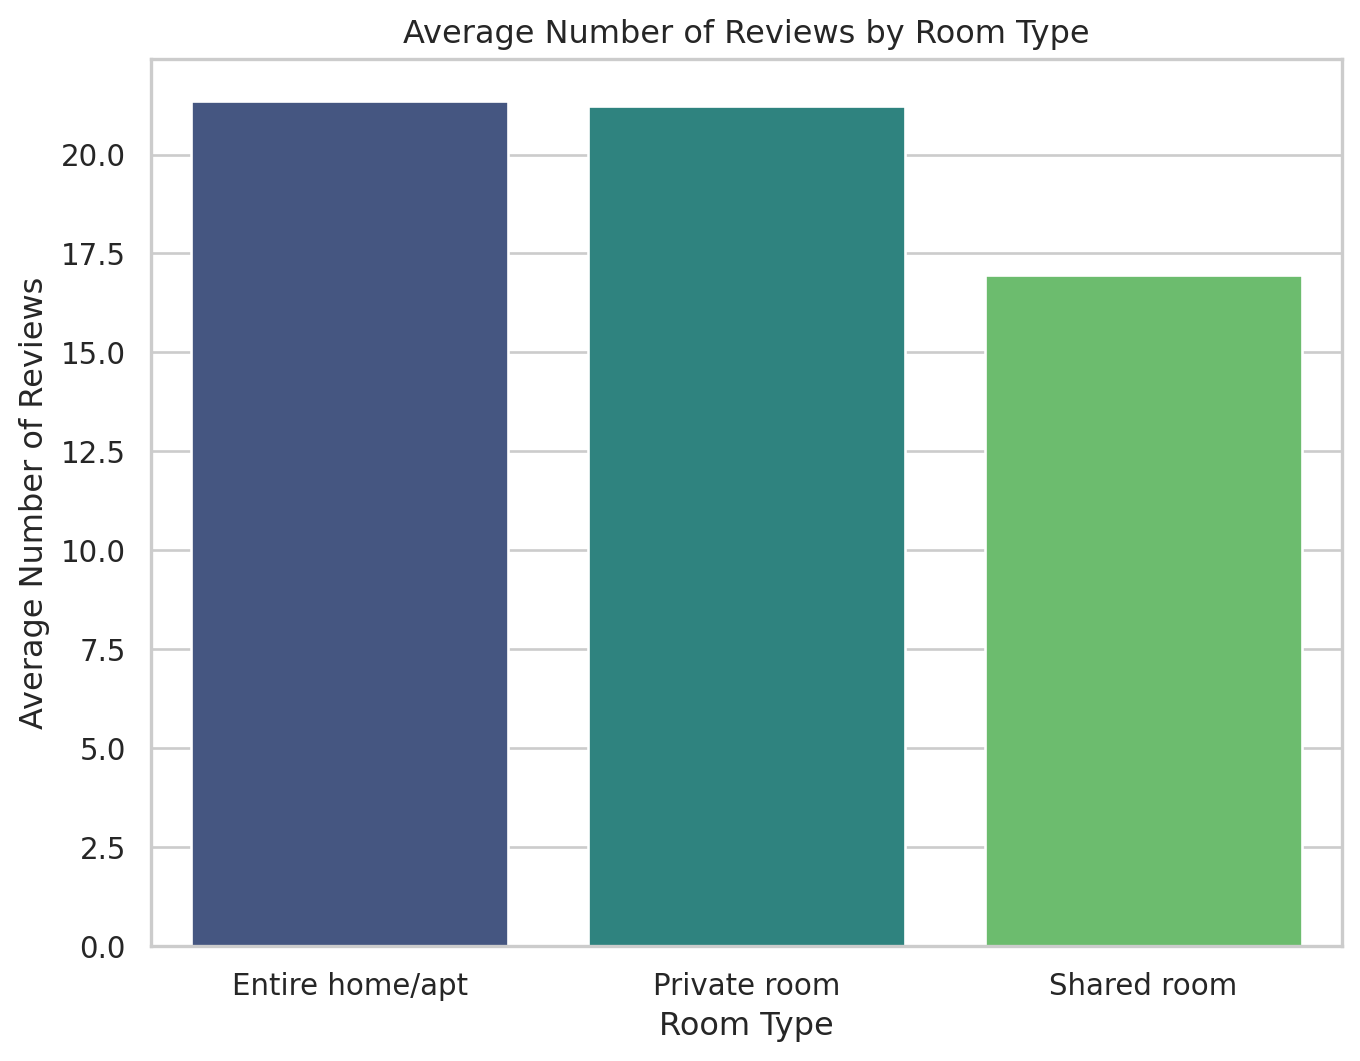 Average Number of Reviews by Room Type
Average Number of Reviews
20.0
17.5
15.0
12.5
10.0
7.5
5.0
2.5
0.0
Entire home/apt
Private room
Shared room
Room Type